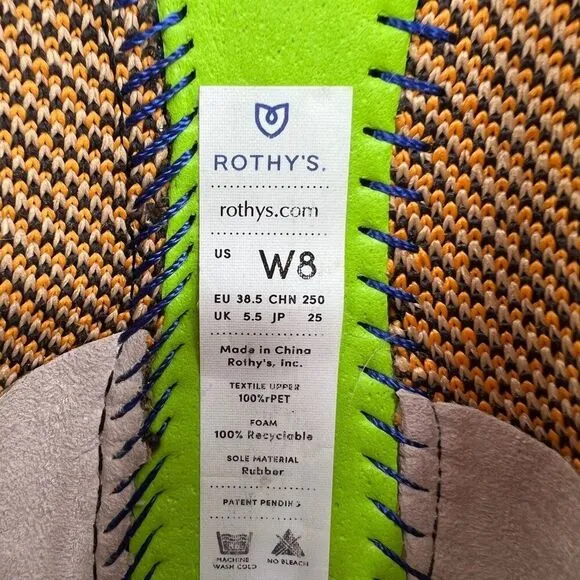 ROTHY'S.
rothys.com
US W8
EU 38.5 CHN 250
UK 5.5 JP 25
Made in China
Rothy's, Inc.
TEXTILE UPPER
100%rPET
FOAM
100% Recyclable
SOLE MATERIAL
Rubber
PATENT PENDING
MACHINE NO BLEACH
WASH COLD